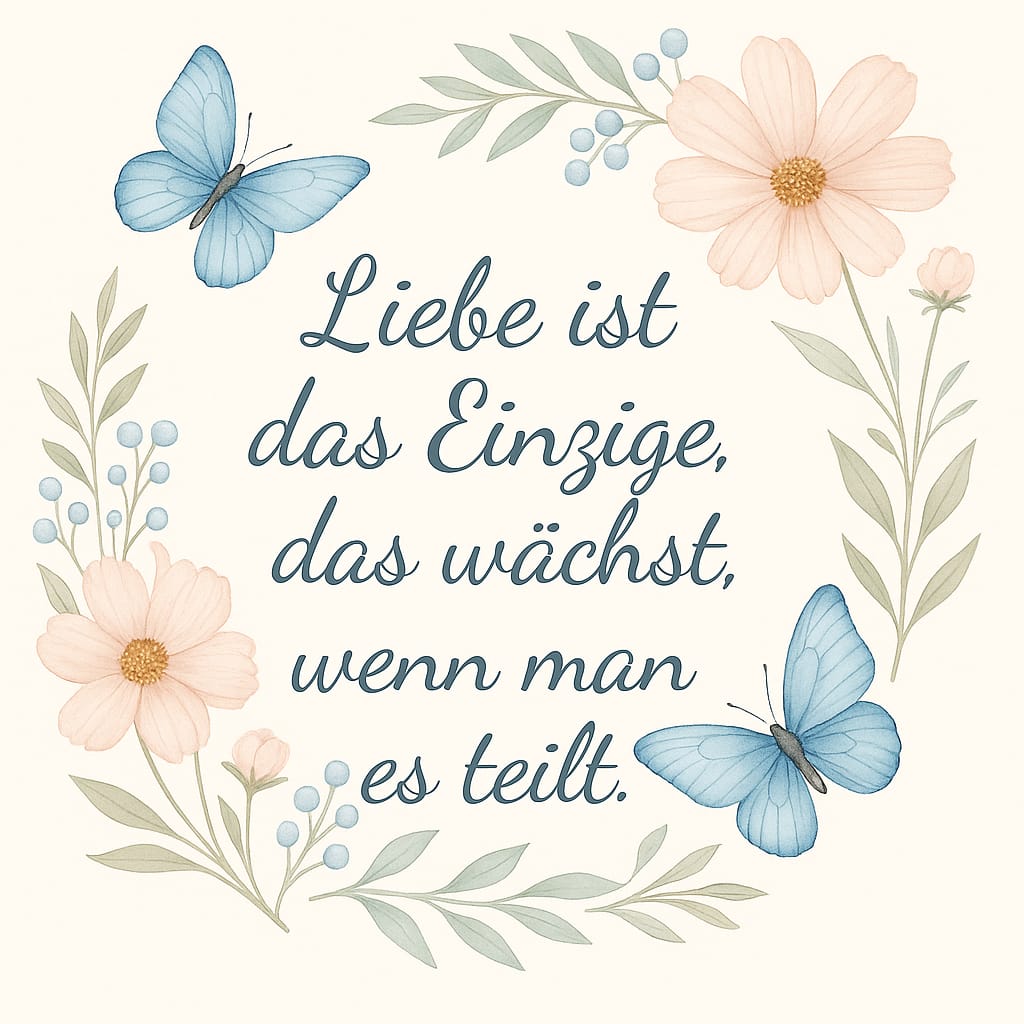 Liebe ist
das Einzige,
das wächst,
wenn man
es teilt.